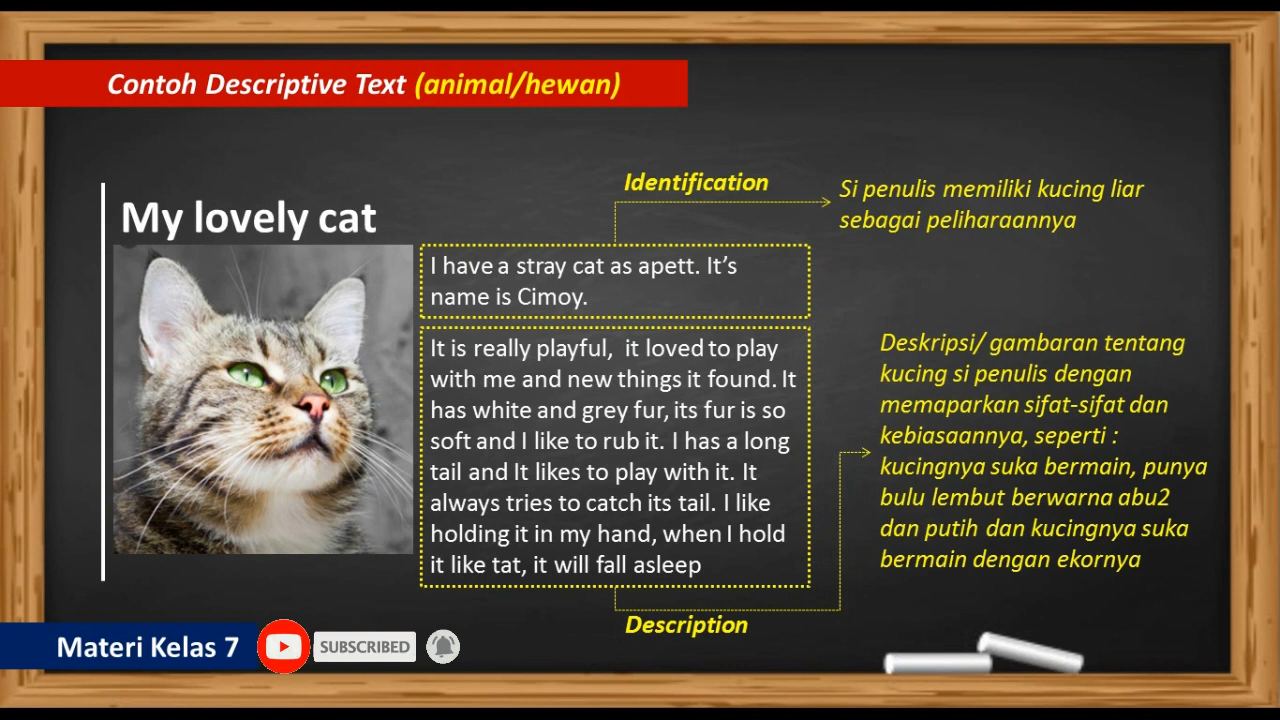 Contoh Descriptive Text (animal/hewan)
My lovely cat
Identification
Si penulis memiliki kucing liar
sebagai peliharaannya
I have a stray cat as apett. It’s
name is Cimoy.
It is really playful, it loved to play
with me and new things it found. It
has white and grey fur, its fur is so
soft and I like to rub it. I has a long
tail and It likes to play with it. It
always tries to catch its tail. I like
holding it in my hand, when I hold
it like tat, it will fall asleep
Description
Deskripsi/ gambaran tentang
kucing si penulis dengan
memaparkan sifat-sifat dan
kebiasaannya, seperti :
kucingnya suka bermain, punya
bulu lembut berwarna abu2
dan putih dan kucingnya suka
bermain dengan ekornya
Materi Kelas 7
SUBSCRIBED